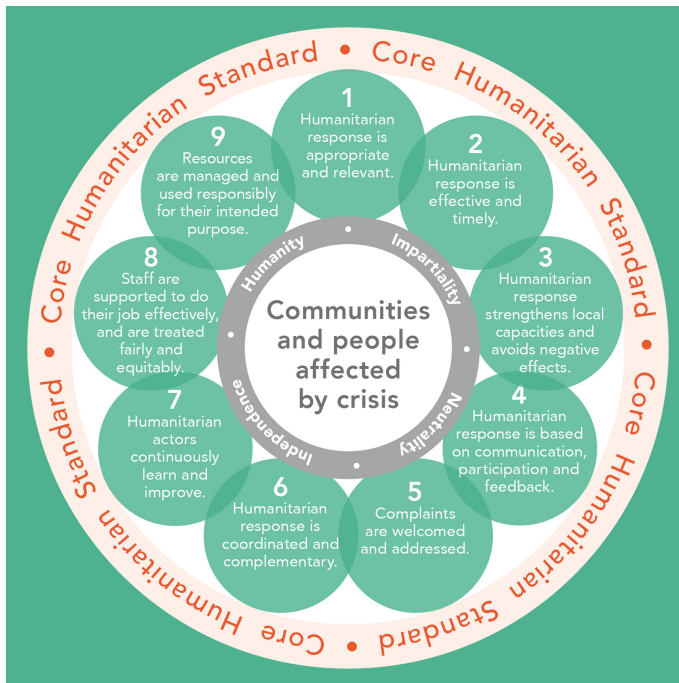 Core Humanitarian Standard
Core Humanitarian Standard
Core Humanitarian Standard
Core Humanitarian Standard
1
Humanitarian
response is
appropriate
and relevant.
2
Humanitarian
response is
effective and
timely.
3
Humanitarian
response
strengthens local
capacities and
avoids negative
effects.
4
Humanitarian
response is based
on communication,
participation and
feedback.
5
Complaints
are welcomed
and addressed.
6
Humanitarian
response is
coordinated and
complementary.
7
Humanitarian
actors
continuously
learn and
improve.
8
Staff are
supported to do
their job effectively,
and are treated
fairly and
equitably.
9
Resources
are managed and
used responsibly
for their intended
purpose.
Humanity
Impartiality
Neutrality
Independence
Communities
and people
affected
by crisis